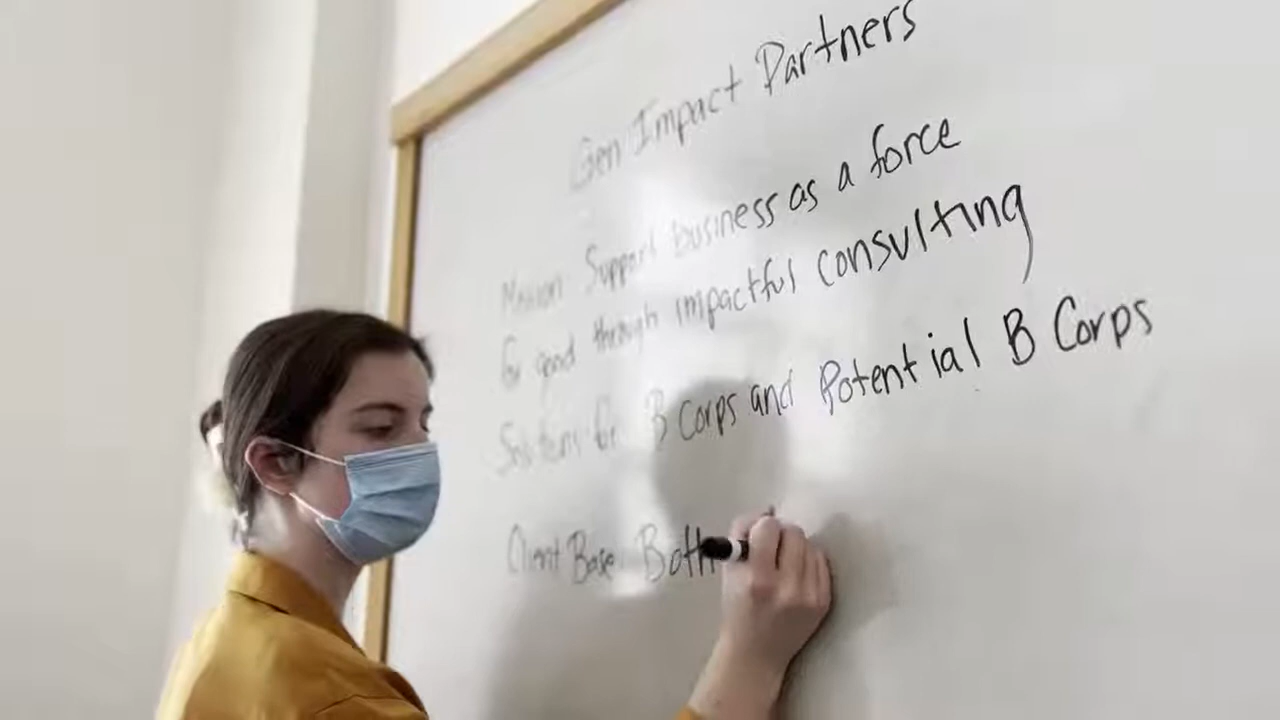 Gen Impact Partners
Mission Support business as a force
for good through impactful consulting
Solutions for B Corps and Potential B Corps
Client Base Both